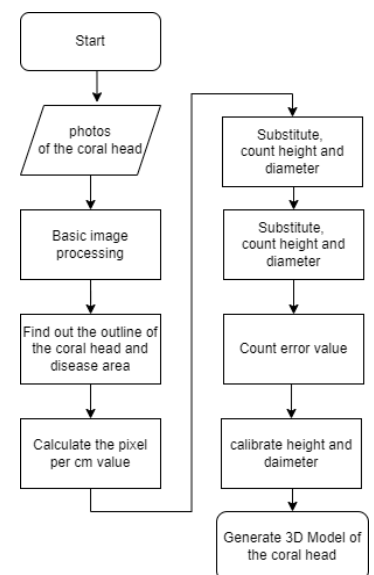 Start
photos
of the coral head
Basic image
processing
Find out the outline of
the coral head and
disease area
Calculate the pixel
per cm value
Substitute,
count height and
diameter
Substitute,
count height and
diameter
Count error value
calibrate height and
daimeter
Generate 3D Model of
the coral head